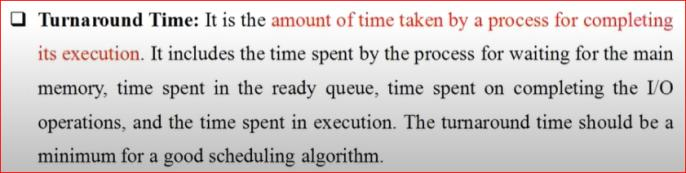 ❑ Turnaround Time: It is the amount of time taken by a process for completing
its execution. It includes the time spent by the process for waiting for the main
memory, time spent in the ready queue, time spent on completing the I/O
operations, and the time spent in execution. The turnaround time should be a
minimum for a good scheduling algorithm.